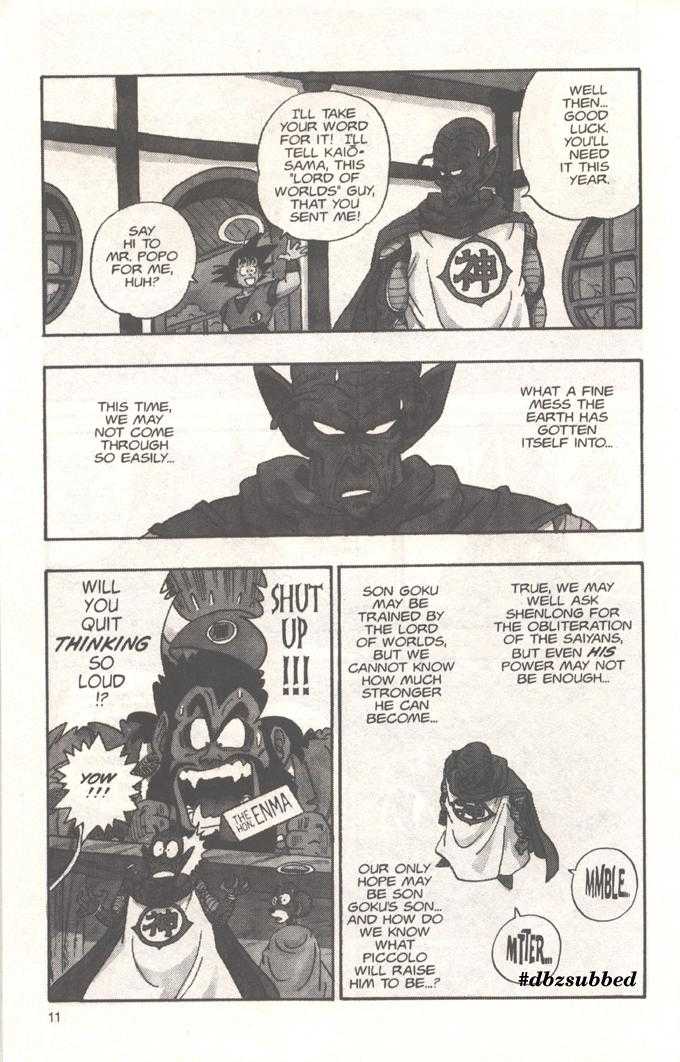 WELL
THEN...
GOOD
LUCK.
YOU'LL
NEED
IT THIS
YEAR.
I'LL TAKE
YOUR WORD
FOR IT! I'LL
TELL KAIŌ-
SAMA, THIS
"LORD OF
WORLDS" GUY,
THAT YOU
SENT ME!
SAY
HI TO
MR. POPO
FOR ME,
HUH?
神
WHAT A FINE
MESS THE
EARTH HAS
GOTTEN
ITSELF INTO...
THIS TIME,
WE MAY
NOT COME
THROUGH
SO EASILY...
TRUE, WE MAY
WELL ASK
SHENLONG FOR
THE OBLITERATION
OF THE SAIYANS,
BUT EVEN HIS
POWER MAY NOT
BE ENOUGH...
SON GOKU
MAY BE
TRAINED BY
THE LORD
OF WORLDS,
BUT WE
CANNOT KNOW
HOW MUCH
STRONGER
HE CAN
BECOME...
神
MMBLE...
MTTER...
OUR ONLY
HOPE MAY
BE SON
GOKU'S SON...
AND HOW DO
WE KNOW
WHAT
PICCOLO
WILL RAISE
HIM TO BE...?
#dbzsubbed
SHUT
UP
!!!
WILL
YOU
QUIT
THINKING
SO
LOUD
!?
THE
HON. ENMA
YOW
!!!
神
11